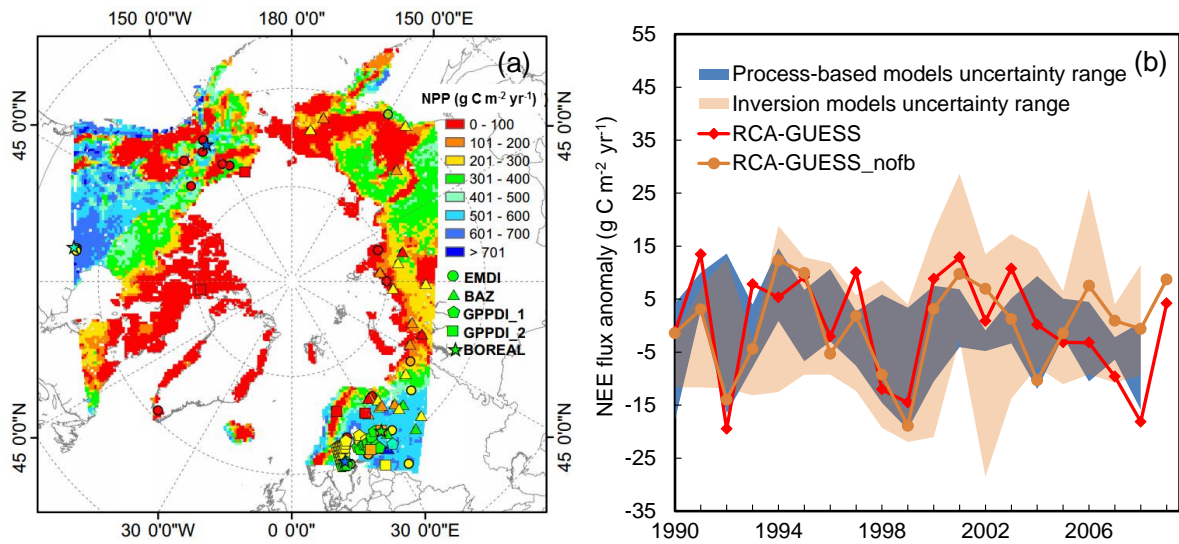 150 0'0"W 180 0'0" 150 0'0"E
(a)
NPP (g C m⁻² yr⁻¹)
0 - 100
101 - 200
201 - 300
301 - 400
401 - 500
501 - 600
601 - 700
> 701
EMDI
BAZ
GPPDI_1
GPPDI_2
BOREAL
45 0'0"N
45 0'0"N
45 0'0"N
45 0'0"N
30 0'0"W 0 0'0" 30 0'0"E
(b)
Process-based models uncertainty range
Inversion models uncertainty range
RCA-GUESS
RCA-GUESS_nofb
NEE flux anomaly (g C m⁻² yr⁻¹)
55
45
35
25
15
5
-5
-15
-25
-35
1990 1994 1998 2002 2006